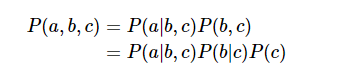 P(a, b, c) = P(a|b, c)P(b, c)
= P(a|b, c)P(b|c)P(c)